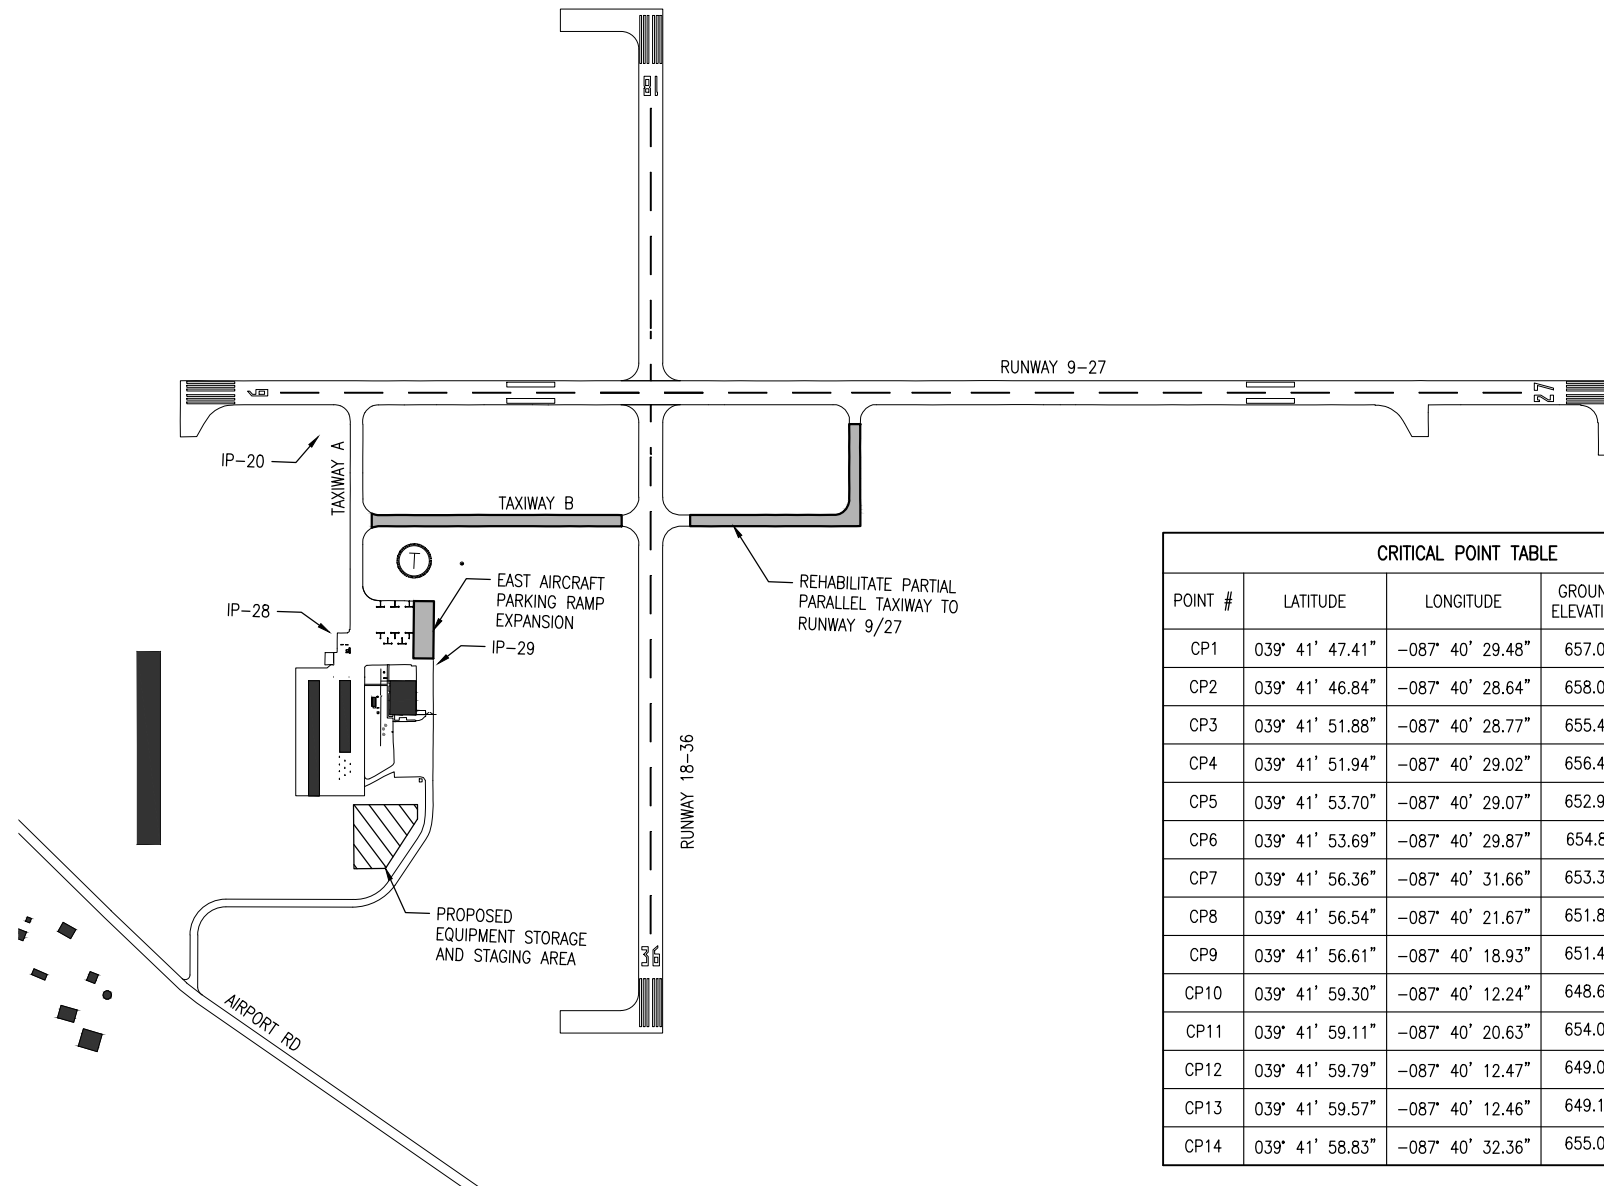 18
RUNWAY 9-27
9
27
IP-20
TAXIWAY A
TAXIWAY B
T
EAST AIRCRAFT
PARKING RAMP
EXPANSION
REHABILITATE PARTIAL
PARALLEL TAXIWAY TO
RUNWAY 9/27
IP-28
IP-29
RUNWAY 18-36
PROPOSED
EQUIPMENT STORAGE
AND STAGING AREA
36
AIRPORT RD
CRITICAL POINT TABLE
POINT # LATITUDE LONGITUDE GROUN
ELEVATI
CP1 039° 41' 47.41" -087° 40' 29.48" 657.0
CP2 039° 41' 46.84" -087° 40' 28.64" 658.0
CP3 039° 41' 51.88" -087° 40' 28.77" 655.4
CP4 039° 41' 51.94" -087° 40' 29.02" 656.4
CP5 039° 41' 53.70" -087° 40' 29.07" 652.9
CP6 039° 41' 53.69" -087° 40' 29.87" 654.8
CP7 039° 41' 56.36" -087° 40' 31.66" 653.3
CP8 039° 41' 56.54" -087° 40' 21.67" 651.8
CP9 039° 41' 56.61" -087° 40' 18.93" 651.4
CP10 039° 41' 59.30" -087° 40' 12.24" 648.6
CP11 039° 41' 59.11" -087° 40' 20.63" 654.0
CP12 039° 41' 59.79" -087° 40' 12.47" 649.0
CP13 039° 41' 59.57" -087° 40' 12.46" 649.1
CP14 039° 41' 58.83" -087° 40' 32.36" 655.0